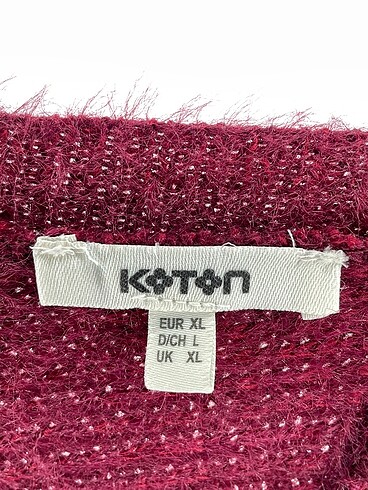 KOTON
EUR XL
D/CH L
UK XL